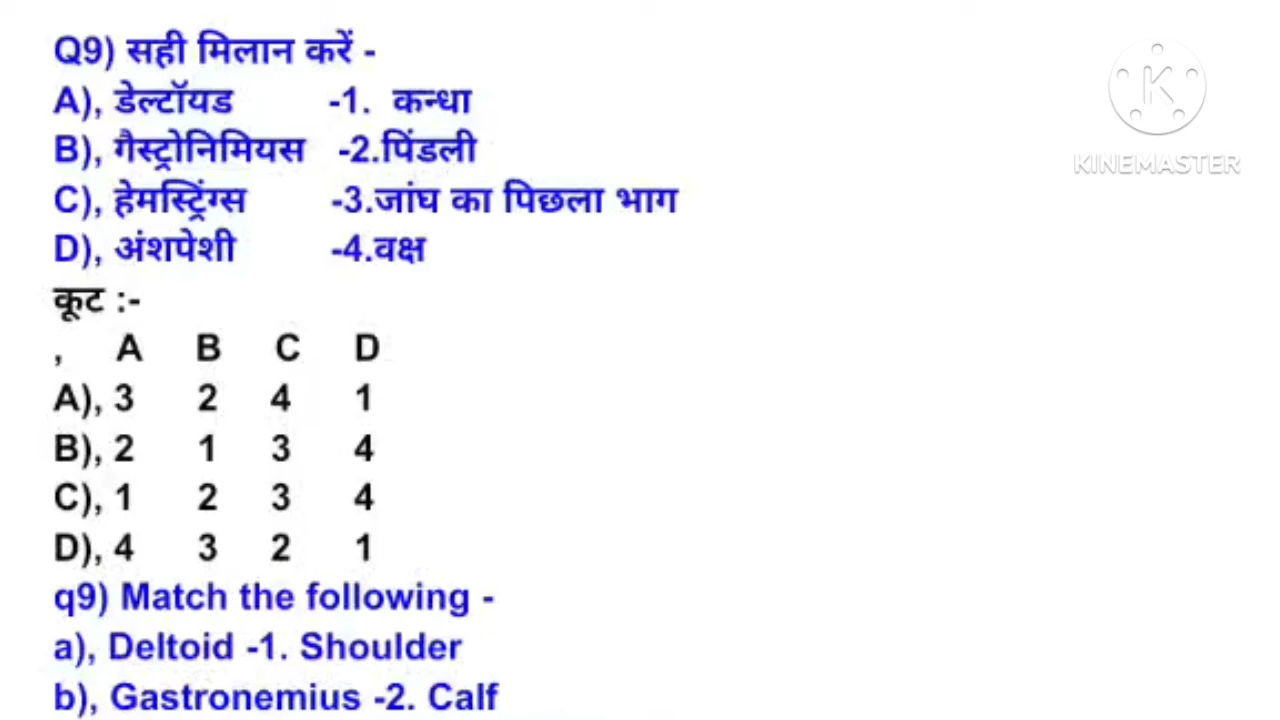 Q9) सही मिलान करें -
A), डेल्टॉयड -1. कन्धा
B), गैस्ट्रोनिमियस -2.पिंडली
C), हेमस्ट्रिंग्स -3.जांघ का पिछला भाग
D), अंशपेशी -4.वक्ष
कूट :-
, A B C D
A), 3 2 4 1
B), 2 1 3 4
C), 1 2 3 4
D), 4 3 2 1
q9) Match the following -
a), Deltoid -1. Shoulder
b), Gastronemius -2. Calf
K
KINEMASTER